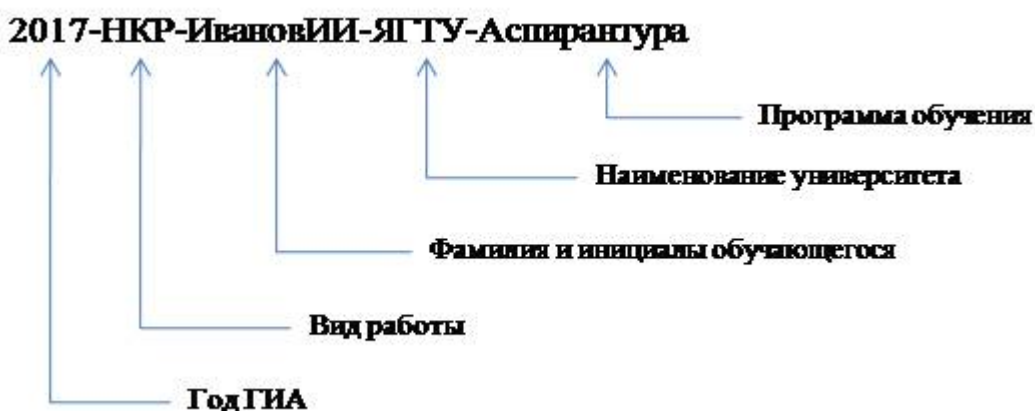 2017-НКР-ИвановИИ-ЯГТУ-Аспирантура
Программа обучения
Наименование университета
Фамилия и инициалы обучающегося
Вид работы
Год ГИА